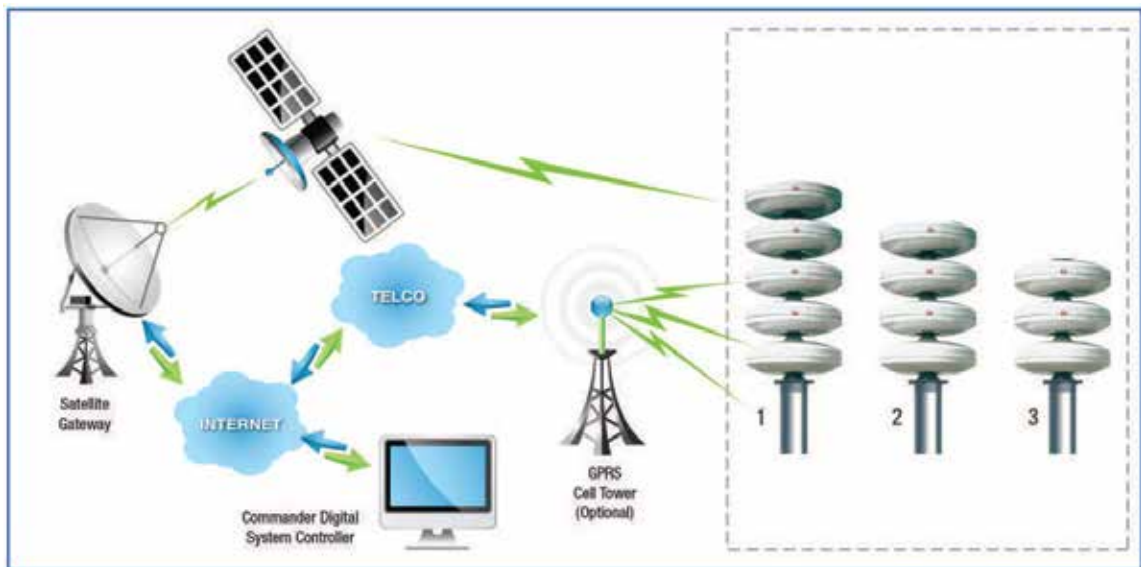 TELCO
Satellite
Gateway
INTERNET
Commander Digital
System Controller
GPRS
Cell Tower
(Optional)
1
2
3